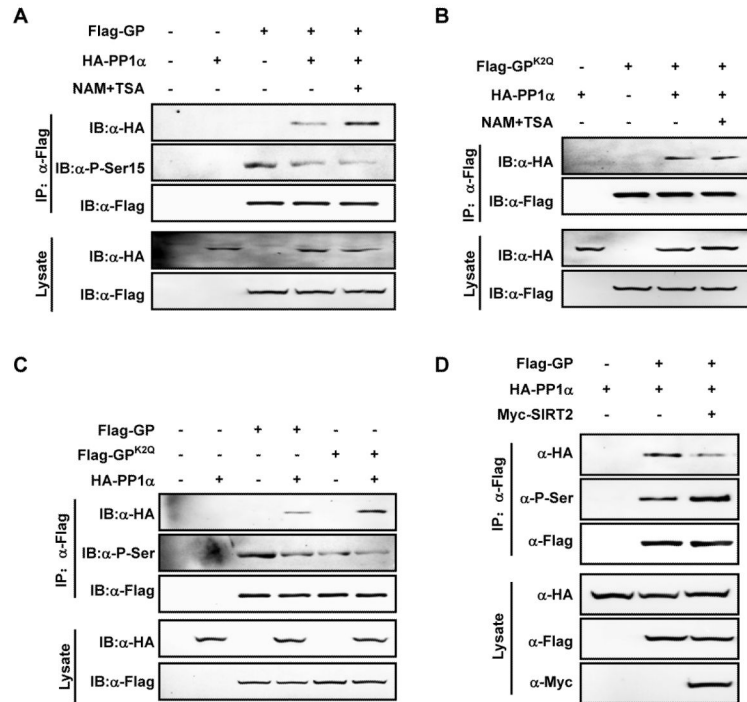 A
Flag-GP - - + + +
HA-PP1α - + - + +
NAM+TSA - - - - +
IP: α-Flag
IB:α-HA
IB:α-P-Ser15
IB:α-Flag
Lysate
IB:α-HA
IB:α-Flag
B
Flag-GPK2Q - + + +
HA-PP1α + - + +
NAM+TSA - - - +
IP: α-Flag
IB:α-HA
IB:α-Flag
Lysate
IB:α-HA
IB:α-Flag
C
Flag-GP - - + + - -
Flag-GPK2Q - - - - + +
HA-PP1α - + - + - +
IP: α-Flag
IB:α-HA
IB:α-P-Ser
IB:α-Flag
Lysate
IB:α-HA
IB:α-Flag
D
Flag-GP - + +
HA-PP1α + + +
Myc-SIRT2 - - +
IP: α-Flag
α-HA
α-P-Ser
α-Flag
Lysate
α-HA
α-Flag
α-Myc